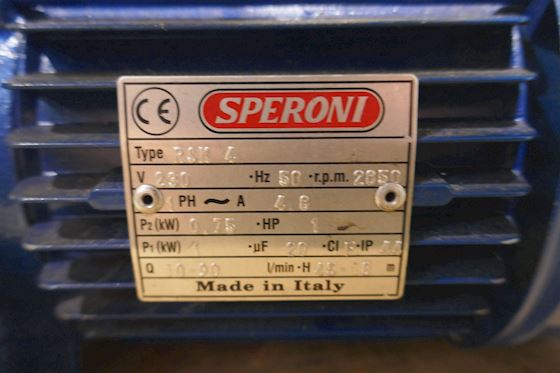 CE SPERONI
Type RSM 4
V 230 ·Hz 50 ·r.p.m. 2850
1 PH ~ A 4.6
P2 (kW) 0.75 ·HP 1
P1 (kW) 1 ·µF 20 ·Cl F ·IP 44
Q 10-90 l/min ·H m
Made in Italy